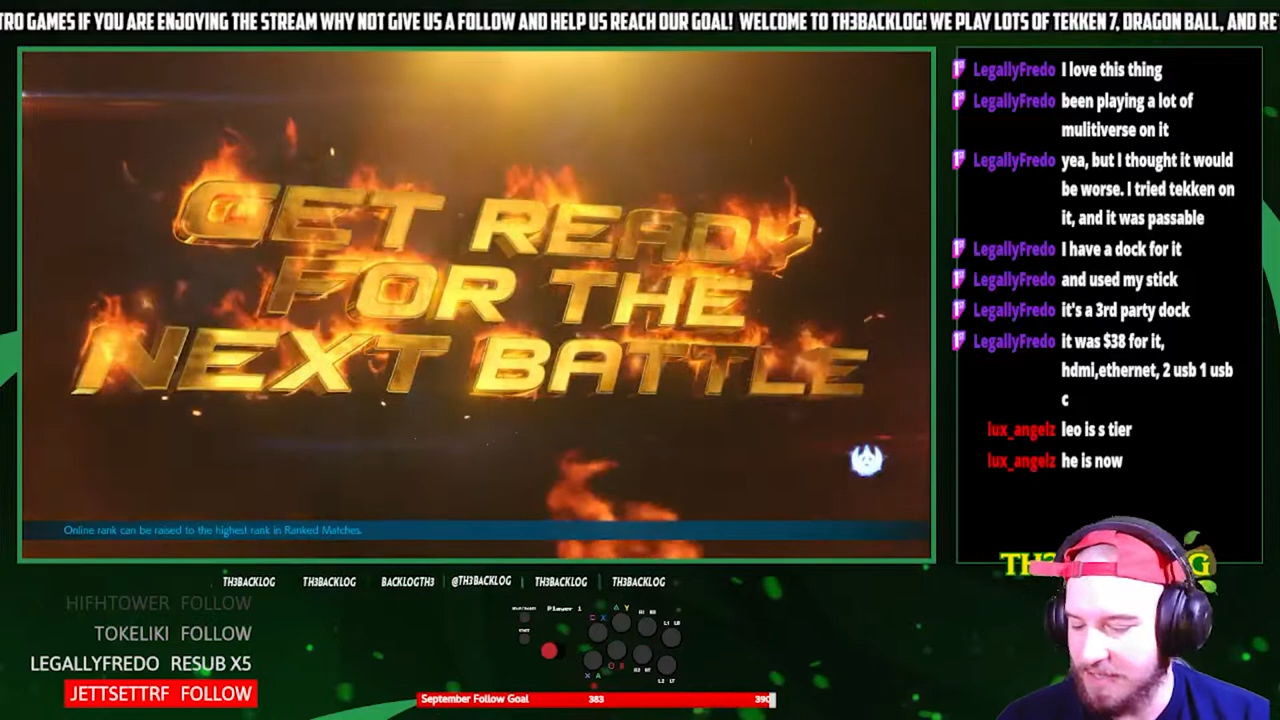 TRO GAMES IF YOU ARE ENJOYING THE STREAM WHY NOT GIVE US A FOLLOW AND HELP US REACH OUR GOAL! WELCOME TO TH3BACKLOG! WE PLAY LOTS OF TEKKEN 7, DRAGON BALL, AND RE
GET READY
FOR THE
NEXT BATTLE
Online rank can be raised to the highest rank in Ranked Matches.
LegallyFredo I love this thing
LegallyFredo been playing a lot of
mulitiverse on it
LegallyFredo yea, but I thought it would
be worse. I tried tekken on
it, and it was passable
LegallyFredo I have a dock for it
LegallyFredo and used my stick
LegallyFredo it's a 3rd party dock
LegallyFredo it was $38 for it,
hdmi,ethernet, 2 usb 1 usb
c
lux_angelz leo is s tier
lux_angelz he is now
TH3BACKLOG TH3BACKLOG BACKLOGTH3 @TH3BACKLOG TH3BACKLOG TH3BACKLOG
HIFHTOWER FOLLOW
TOKELIKI FOLLOW
LEGALLYFREDO RESUB X5
JETTSETTRF FOLLOW
Player 1
September Follow Goal 383 390